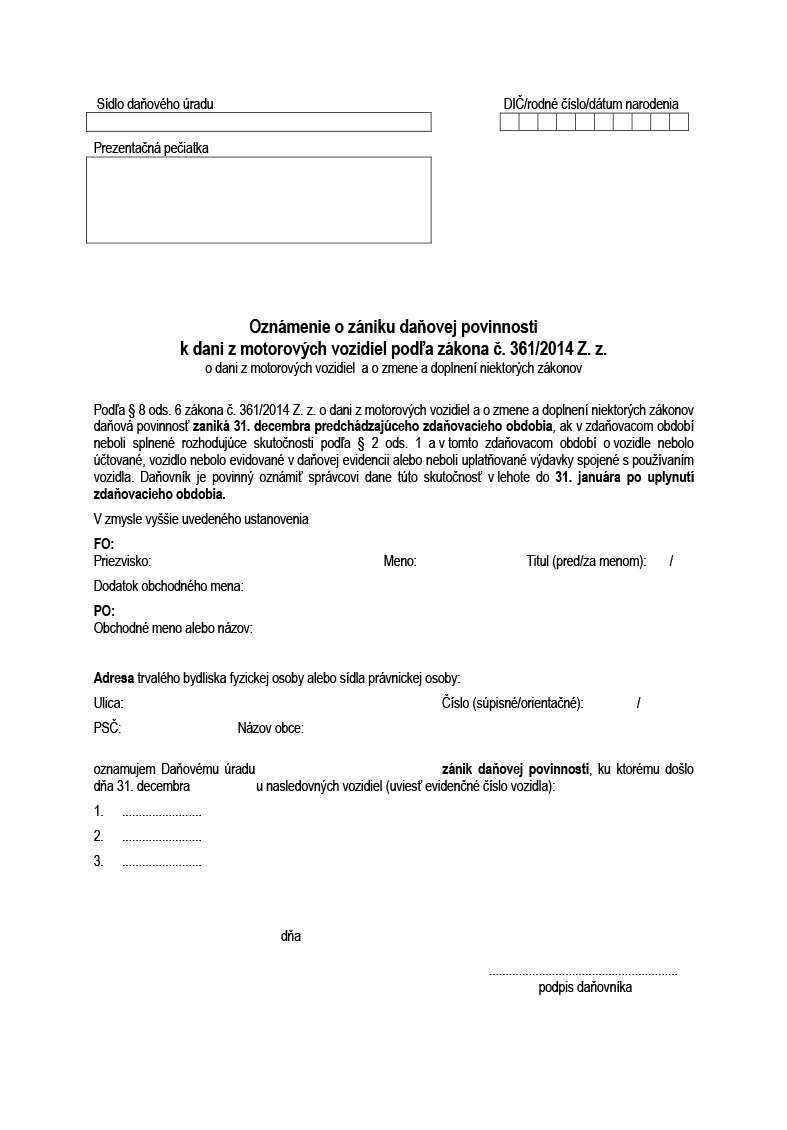 Sídlo daňového úradu
DIČ/rodné číslo/dátum narodenia
Prezentačná pečiatka
Oznámenie o zániku daňovej povinnosti
k dani z motorových vozidiel podľa zákona č. 361/2014 Z. z.
o dani z motorových vozidiel a o zmene a doplnení niektorých zákonov
Podľa § 8 ods. 6 zákona č. 361/2014 Z. z. o dani z motorových vozidiel a o zmene a doplnení niektorých zákonov
daňová povinnosť zaniká 31. decembra predchádzajúceho zdaňovacieho obdobia, ak v zdaňovacom období
neboli splnené rozhodujúce skutočnosti podľa § 2 ods. 1 a v tomto zdaňovacom období o vozidle nebolo
účtované, vozidlo nebolo evidované v daňovej evidencii alebo neboli uplatňované výdavky spojené s používaním
vozidla. Daňovník je povinný oznámiť správcovi dane túto skutočnosť v lehote do 31. januára po uplynutí
zdaňovacieho obdobia.
V zmysle vyššie uvedeného ustanovenia
FO:
Priezvisko: Meno: Titul (pred/za menom): /
Dodatok obchodného mena:
PO:
Obchodné meno alebo názov:
Adresa trvalého bydliska fyzickej osoby alebo sídla právnickej osoby:
Ulica: Číslo (súpisné/orientačné): /
PSČ: Názov obce:
oznamujem Daňovému úradu zánik daňovej povinnosti, ku ktorému došlo
dňa 31. decembra u nasledovných vozidiel (uviesť evidenčné číslo vozidla):
1. ........................
2. ........................
3. ........................
dňa
.........................................................
podpis daňovníka